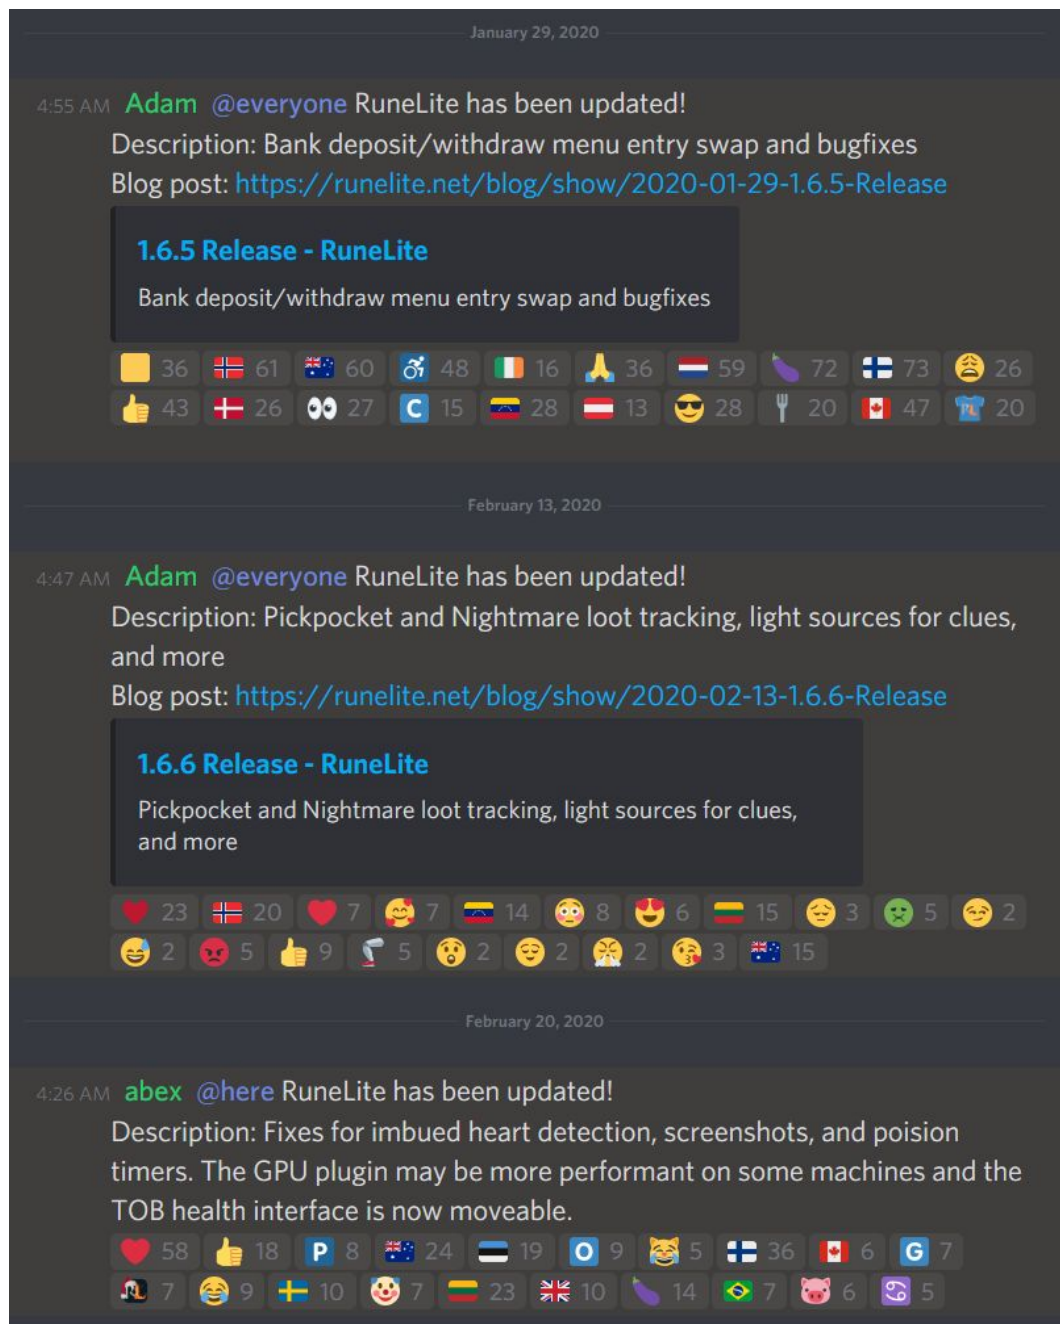 January 29, 2020
4:55 AM Adam @everyone RuneLite has been updated!
Description: Bank deposit/withdraw menu entry swap and bugfixes
Blog post: https://runelite.net/blog/show/2020-01-29-1.6.5-Release
1.6.5 Release - RuneLite
Bank deposit/withdraw menu entry swap and bugfixes
36 61 60 48 16 36 59 72 73 26
43 26 27 C 15 28 13 28 20 47 20
February 13, 2020
4:47 AM Adam @everyone RuneLite has been updated!
Description: Pickpocket and Nightmare loot tracking, light sources for clues,
and more
Blog post: https://runelite.net/blog/show/2020-02-13-1.6.6-Release
1.6.6 Release - RuneLite
Pickpocket and Nightmare loot tracking, light sources for clues,
and more
23 20 7 7 14 8 6 15 3 5 2
2 5 9 5 2 2 2 3 15
February 20, 2020
4:26 AM abex @here RuneLite has been updated!
Description: Fixes for imbued heart detection, screenshots, and poision
timers. The GPU plugin may be more performant on some machines and the
TOB health interface is now moveable.
58 18 P 8 24 19 O 9 5 36 6 G 7
7 9 10 7 23 10 14 7 6 5